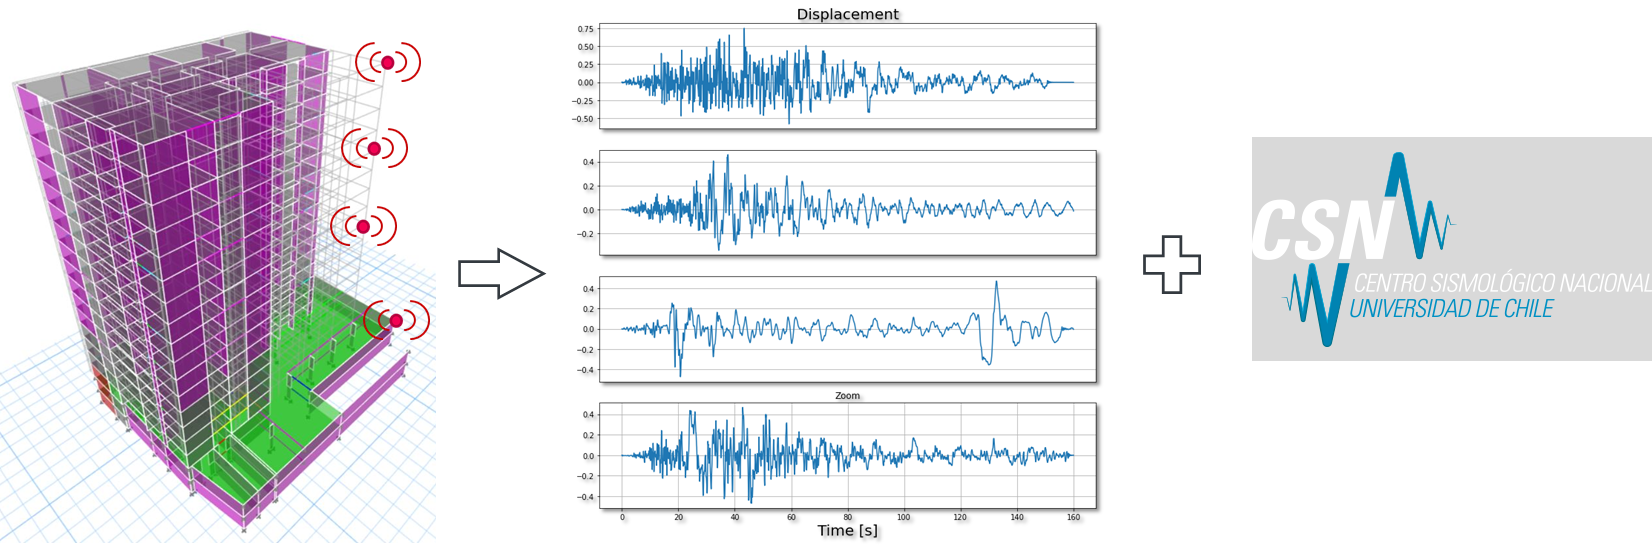 Displacement
0.75
0.50
0.25
0.00
−0.25
−0.50
0.4
0.2
0.0
−0.2
0.4
0.2
0.0
−0.2
−0.4
Zoom
0.4
0.2
0.0
−0.2
−0.4
0 20 40 60 80 100 120 140 160
Time [s]
CSN
CENTRO SISMOLÓGICO NACIONAL
UNIVERSIDAD DE CHILE